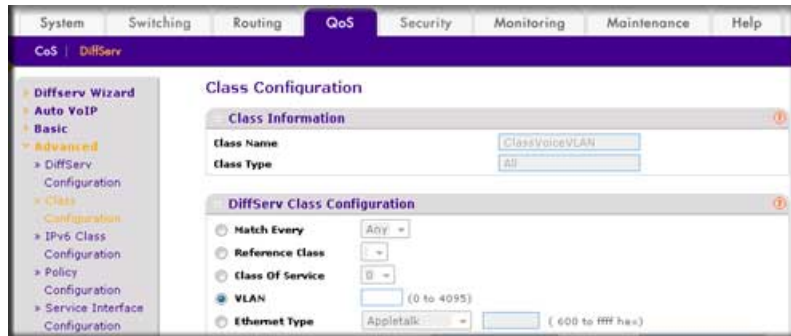 System Switching Routing QoS Security Monitoring Maintenance Help
CoS | DiffServ
Diffserv Wizard
Auto VoIP
Basic
Advanced
» DiffServ
Configuration
» Class
Configuration
» IPv6 Class
Configuration
» Policy
Configuration
» Service Interface
Configuration
Class Configuration
Class Information
Class Name ClassVoiceVLAN
Class Type All
DiffServ Class Configuration
Match Every Any
Reference Class
Class Of Service 0
VLAN (0 to 4095)
Ethernet Type Appletalk ( 600 to ffff hex)